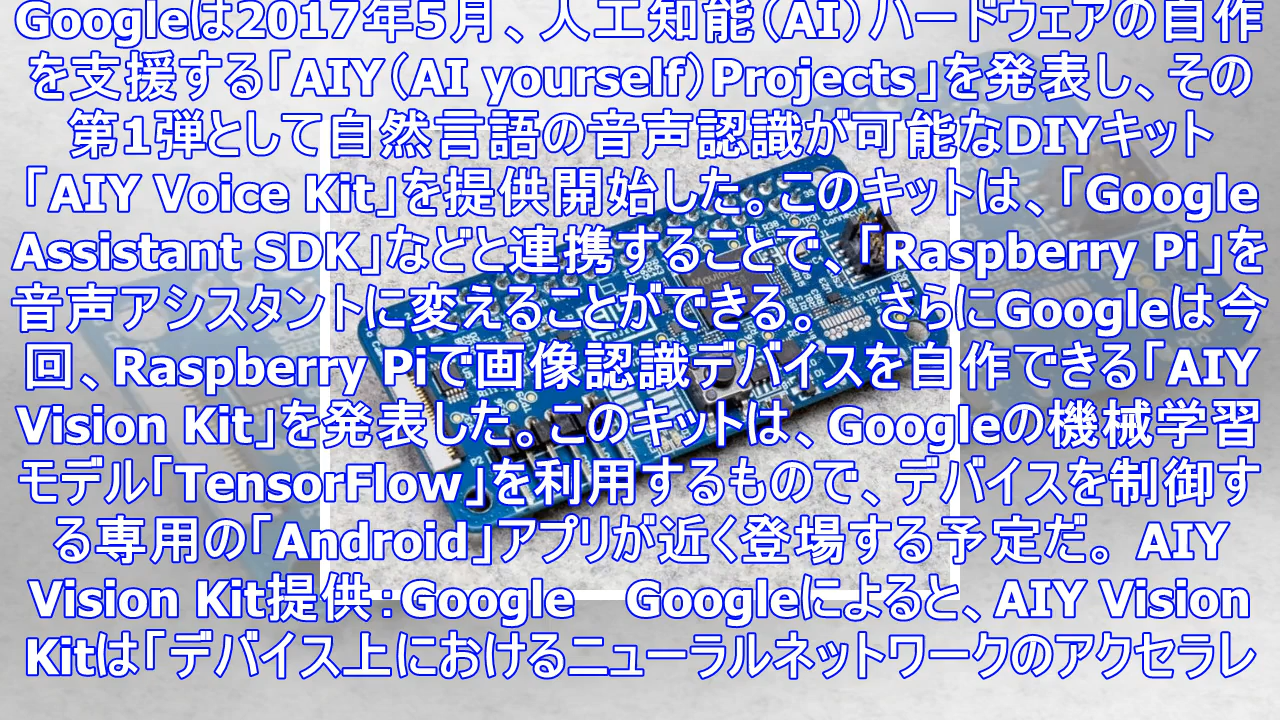 Googleは2017年5月、人工知能（AI）ハードウェアの自作
を支援する「AIY（AI yourself）Projects」を発表し、その
第1弾として自然言語の音声認識が可能なDIYキット
「AIY Voice Kit」を提供開始した。このキットは、「Google
Assistant SDK」などと連携することで、「Raspberry Pi」を
音声アシスタントに変えることができる。　さらにGoogleは今
回、Raspberry Piで画像認識デバイスを自作できる「AIY
Vision Kit」を発表した。このキットは、Googleの機械学習
モデル「TensorFlow」を利用するもので、デバイスを制御す
る専用の「Android」アプリが近く登場する予定だ。 AIY
Vision Kit提供：Google　Googleによると、AIY Vision
Kitは「デバイス上におけるニューラルネットワークのアクセラレ